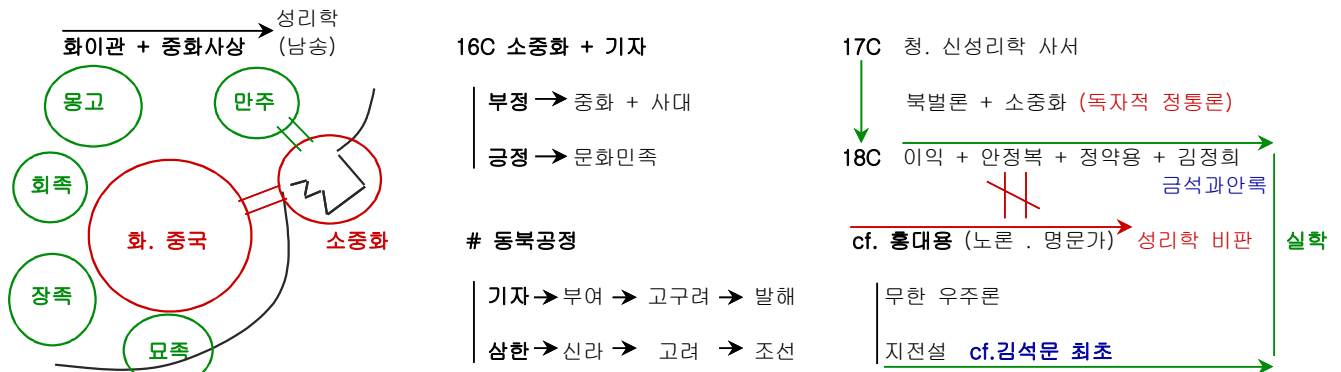 성리학
화이관 + 중화사상 (남송)
몽고
만주
회족
화. 중국
소중화
장족
묘족
16C 소중화 + 기자
부정 → 중화 + 사대
긍정 → 문화민족
# 동북공정
기자 → 부여 → 고구려 → 발해
삼한 → 신라 → 고려 → 조선
17C 청. 신성리학 사서
북벌론 + 소중화 (독자적 정통론)
18C 이익 + 안정복 + 정약용 + 김정희
금석과안록
cf. 홍대용 (노론 . 명문가) 성리학 비판
실학
무한 우주론
지전설 cf.김석문 최초